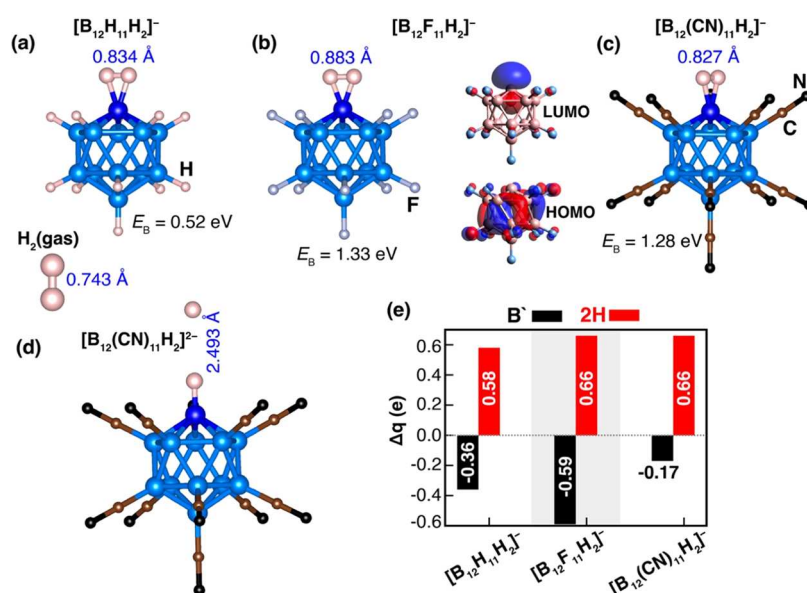 [B₁₂H₁₁H₂]⁻
(a)
0.834 Å
H
E_B = 0.52 eV
H₂(gas)
0.743 Å
[B₁₂F₁₁H₂]⁻
(b)
0.883 Å
F
E_B = 1.33 eV
LUMO
HOMO
[B₁₂(CN)₁₁H₂]⁻
(c)
0.827 Å
N
C
E_B = 1.28 eV
(d)
[B₁₂(CN)₁₁H₂]²⁻
2.493 Å
(e)
B` 2H
Δq (e)
0.6
0.4
0.2
0.0
-0.2
-0.4
-0.6
-0.36
0.58
-0.59
0.66
-0.17
0.66
[B₁₂H₁₁H₂]⁻
[B₁₂F₁₁H₂]⁻
[B₁₂(CN)₁₁H₂]⁻